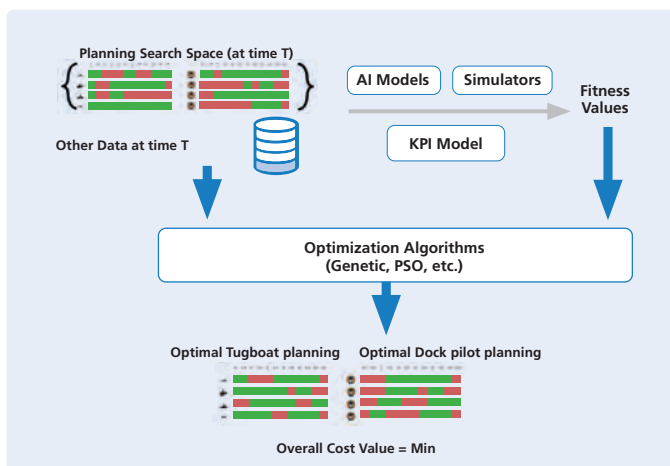 Planning Search Space (at time T)
AI Models
Simulators
Fitness
Values
KPI Model
Other Data at time T
Optimization Algorithms
(Genetic, PSO, etc.)
Optimal Tugboat planning
Optimal Dock pilot planning
Overall Cost Value = Min